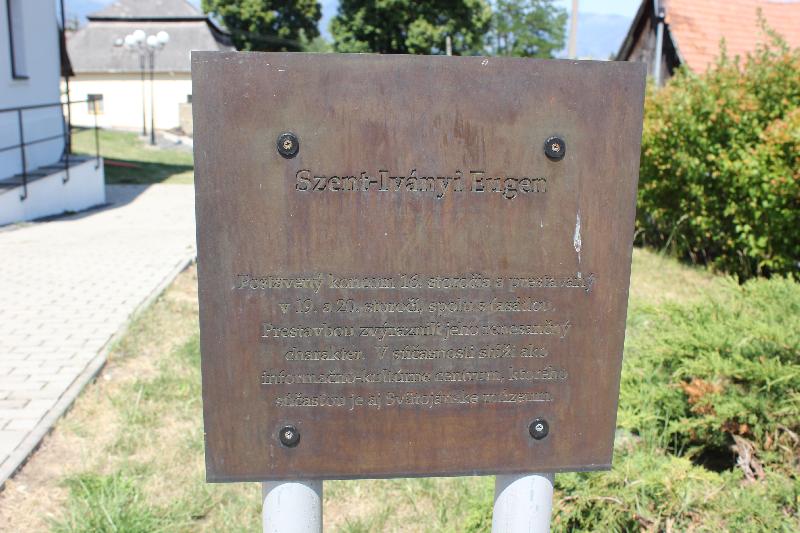 Szent-Iványi Eugen
Postavený koncom 16. storočia a prestavaný
v 19. a 20. storočí, spolu s fasádou.
Prestavbou zvýraznili jeho renesančný
charakter. V súčasnosti slúži ako
informačno-kultúrne centrum, ktorého
súčasťou je aj Svätojánske múzeum.